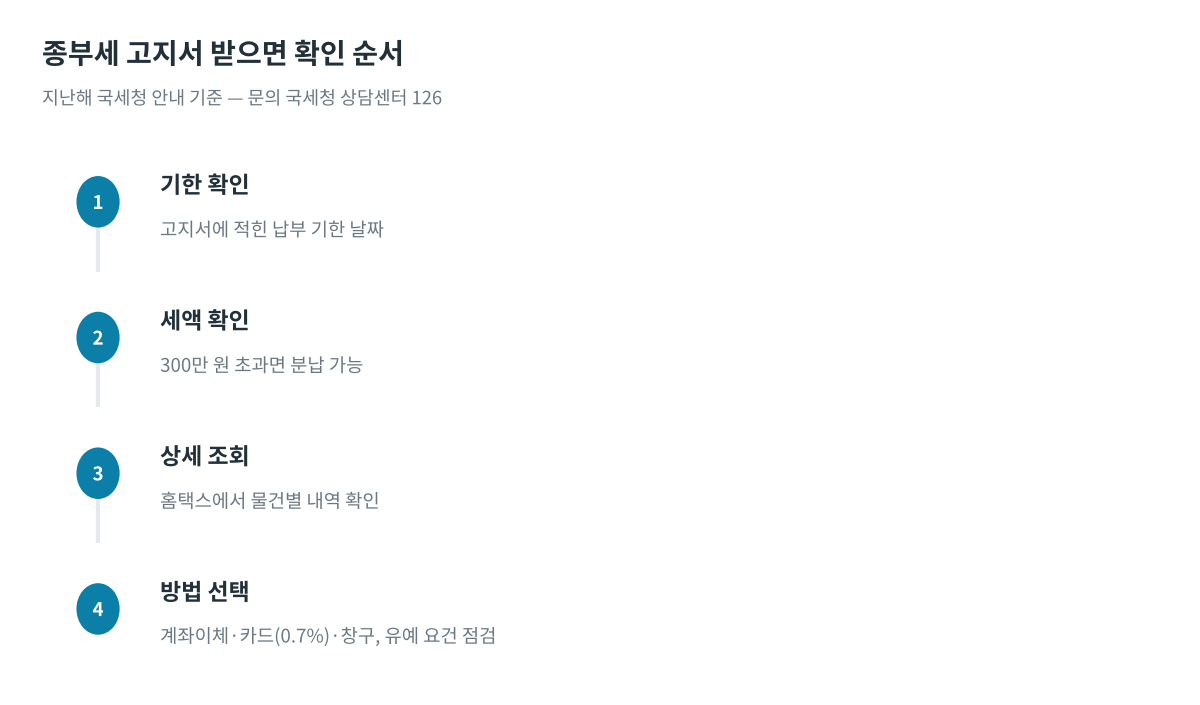 종부세 고지서 받으면 확인 순서
지난해 국세청 안내 기준 — 문의 국세청 상담센터 126
1
기한 확인
고지서에 적힌 납부 기한 날짜
2
세액 확인
300만 원 초과면 분납 가능
3
상세 조회
홈택스에서 물건별 내역 확인
4
방법 선택
계좌이체·카드(0.7%)·창구, 유예 요건 점검